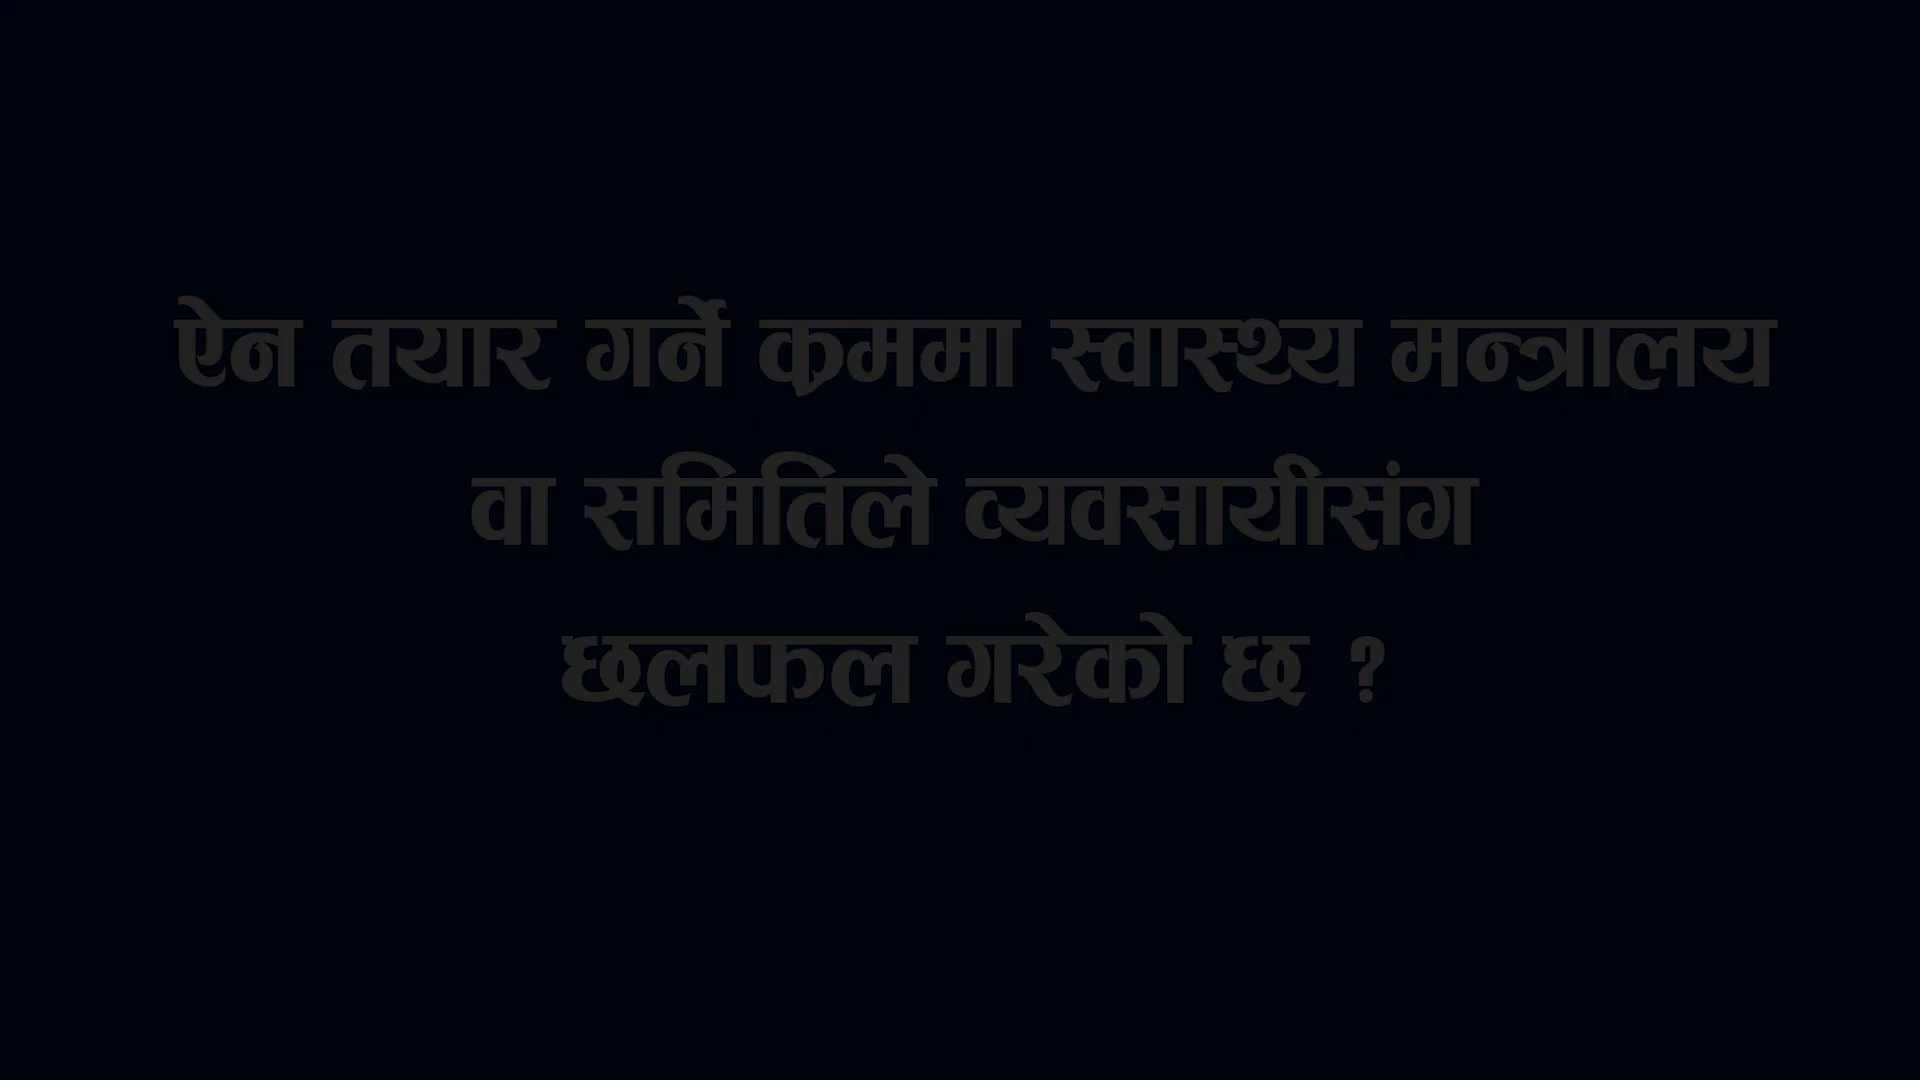 ऐन तयार गर्ने क्रममा स्वास्थ्य मन्त्रालय
वा समितिले व्यवसायीसंग
छलफल गरेको छ ?